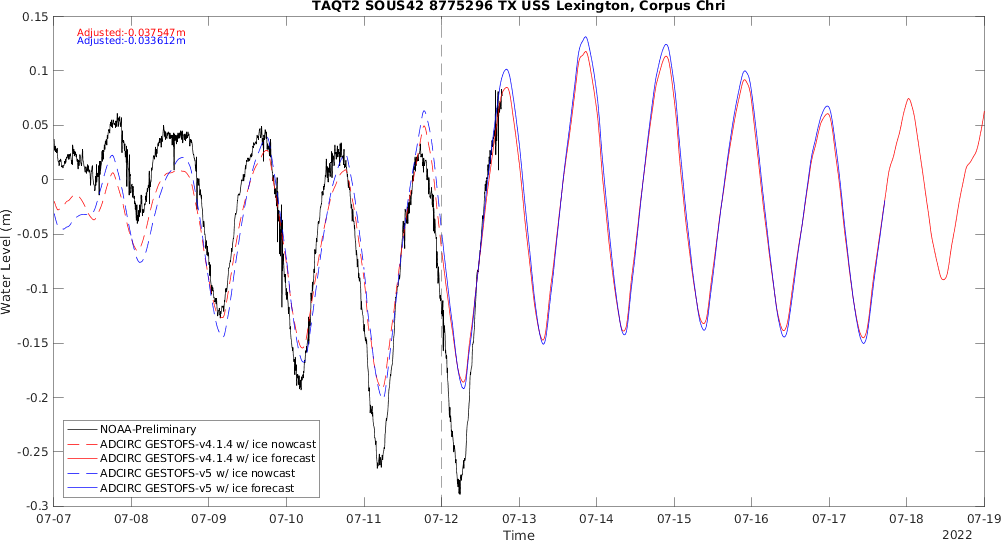 TAQT2 SOUS42 8775296 TX USS Lexington, Corpus Chri
Adjusted:-0.037547m
Adjusted:-0.033612m
Water Level (m)
0.15
0.1
0.05
0
-0.05
-0.1
-0.15
-0.2
-0.25
-0.3
NOAA-Preliminary
ADCIRC GESTOFS-v4.1.4 w/ ice nowcast
ADCIRC GESTOFS-v4.1.4 w/ ice forecast
ADCIRC GESTOFS-v5 w/ ice nowcast
ADCIRC GESTOFS-v5 w/ ice forecast
07-07 07-08 07-09 07-10 07-11 07-12 07-13 07-14 07-15 07-16 07-17 07-18 07-19
Time
2022